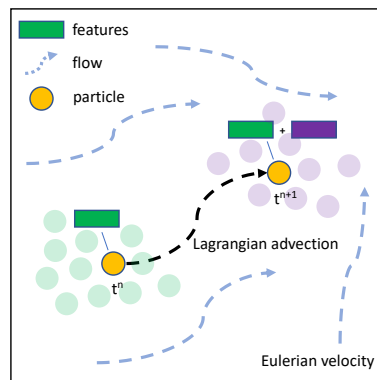 features
flow
particle
+
t^{n+1}
Lagrangian advection
t^n
Eulerian velocity